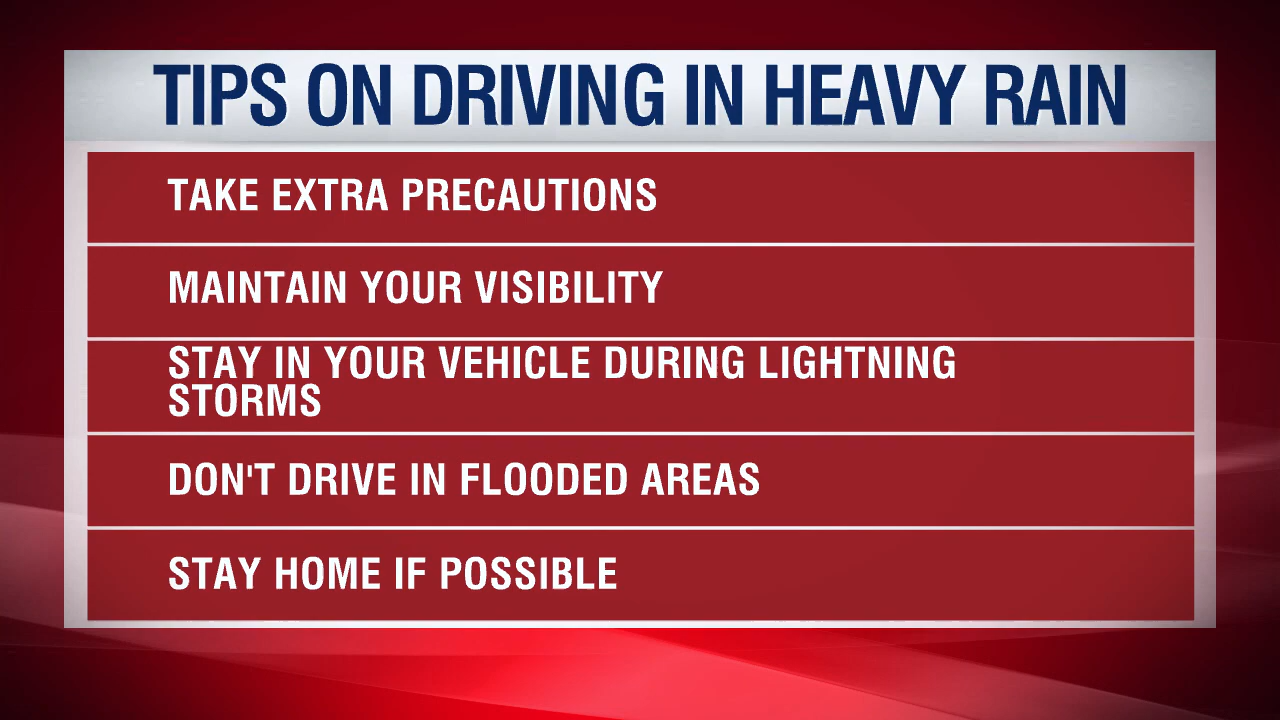 TIPS ON DRIVING IN HEAVY RAIN
TAKE EXTRA PRECAUTIONS
MAINTAIN YOUR VISIBILITY
STAY IN YOUR VEHICLE DURING LIGHTNING
STORMS
DON'T DRIVE IN FLOODED AREAS
STAY HOME IF POSSIBLE